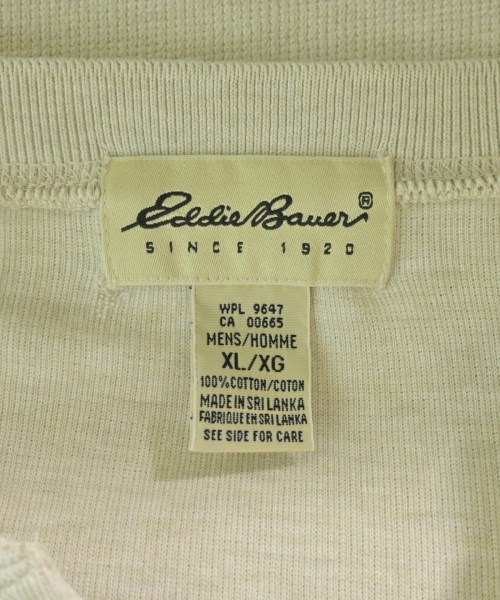 Eddie Bauer®
SINCE 1920
WPL 9647
CA 00665
MENS/HOMME
XL/XG
100% COTTON/COTON
MADE IN SRI LANKA
FABRIQUE EN SRI LANKA
SEE SIDE FOR CARE